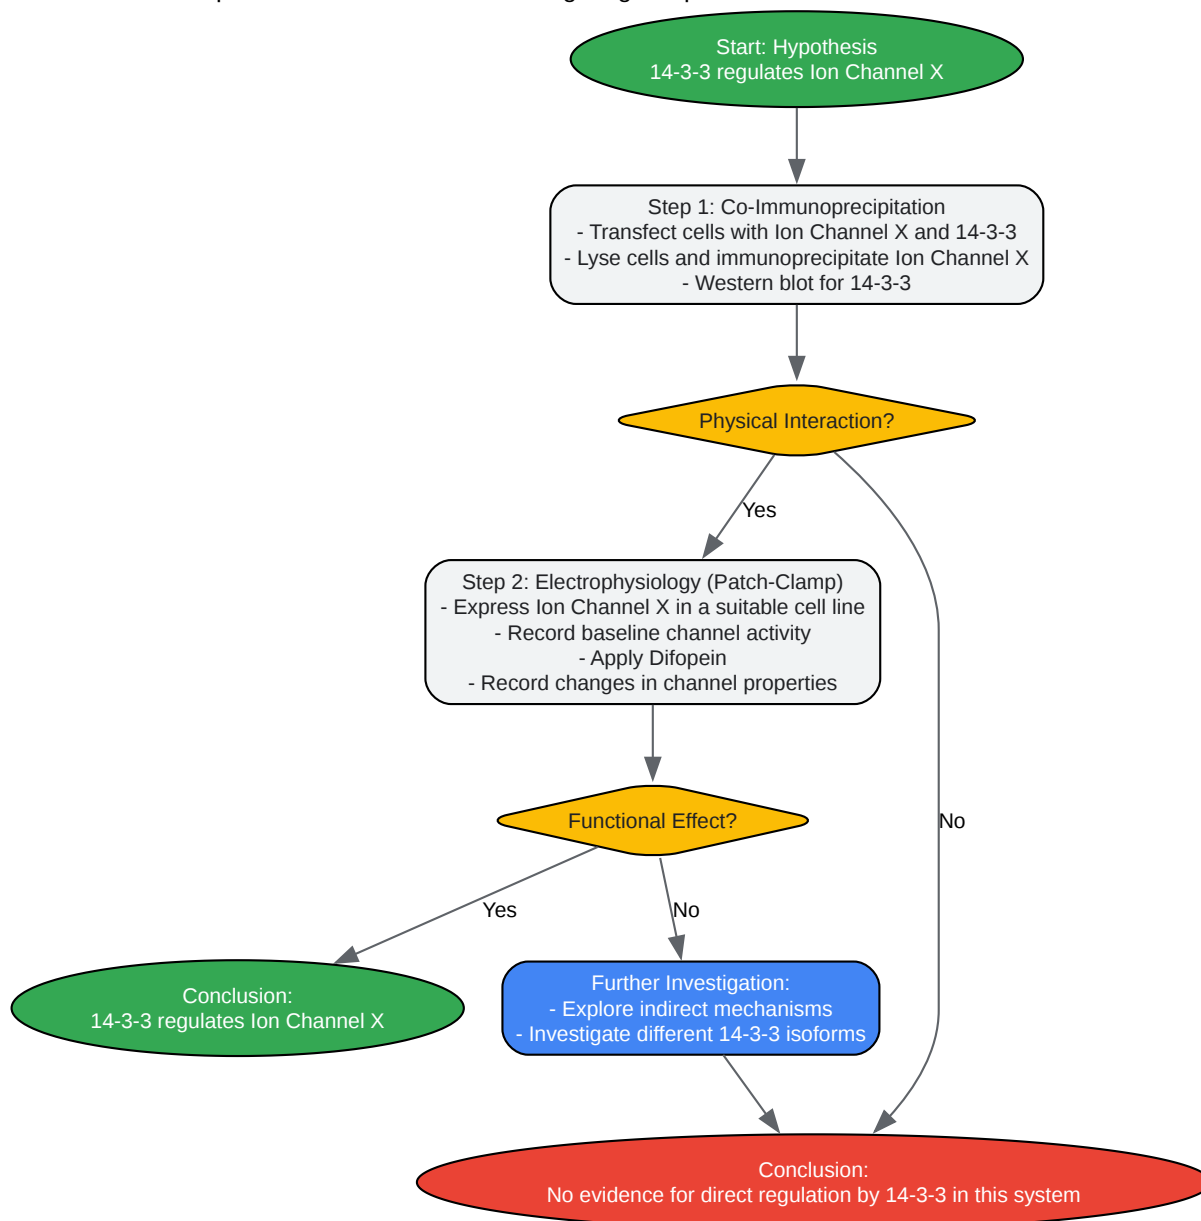 Start: Hypothesis
14-3-3 regulates Ion Channel X
Step 1: Co-Immunoprecipitation
- Transfect cells with Ion Channel X and 14-3-3
- Lyse cells and immunoprecipitate Ion Channel X
- Western blot for 14-3-3
Physical Interaction?
Yes
Step 2: Electrophysiology (Patch-Clamp)
- Express Ion Channel X in a suitable cell line
- Record baseline channel activity
- Apply Difopein
- Record changes in channel properties
Functional Effect?
No
Yes
No
Conclusion:
14-3-3 regulates Ion Channel X
Further Investigation:
- Explore indirect mechanisms
- Investigate different 14-3-3 isoforms
Conclusion:
No evidence for direct regulation by 14-3-3 in this system